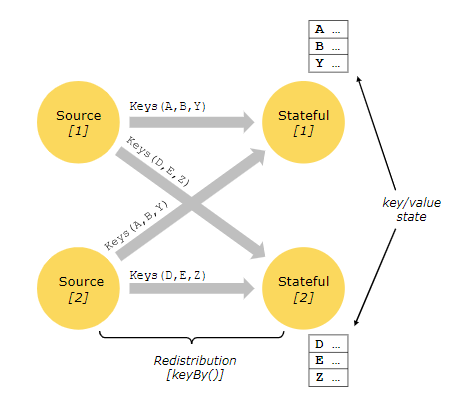 A …
B …
Y …
Source
[1]
Keys(A,B,Y)
Stateful
[1]
Keys(D,E,Z)
key/value
state
Keys(A,B,Y)
Source
[2]
Keys(D,E,Z)
Stateful
[2]
D …
E …
Z …
Redistribution
[keyBy()]